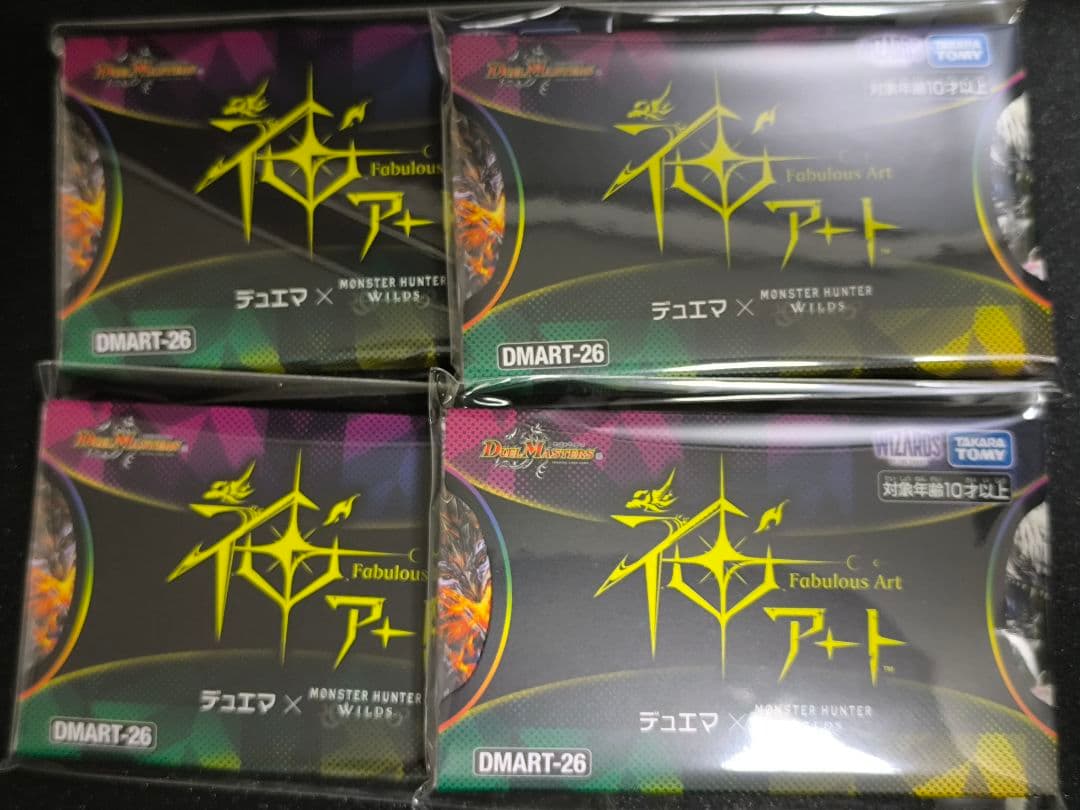 DUEL MASTERS
神アート
Fabulous
デュエマ×MONSTER HUNTER WILDS
DMART-26
DUEL MASTERS
WIZARDS
TAKARA TOMY
対象年齢10才以上
神アート
Fabulous Art
デュエマ×MONSTER HUNTER WILDS
DMART-26
DUEL MASTERS
神アート
Fabulous
デュエマ×MONSTER HUNTER WILDS
DMART-26
DUEL MASTERS
WIZARDS
TAKARA TOMY
対象年齢10才以上
神アート™
Fabulous Art
デュエマ×MONSTER HUNTER WILDS
DMART-26